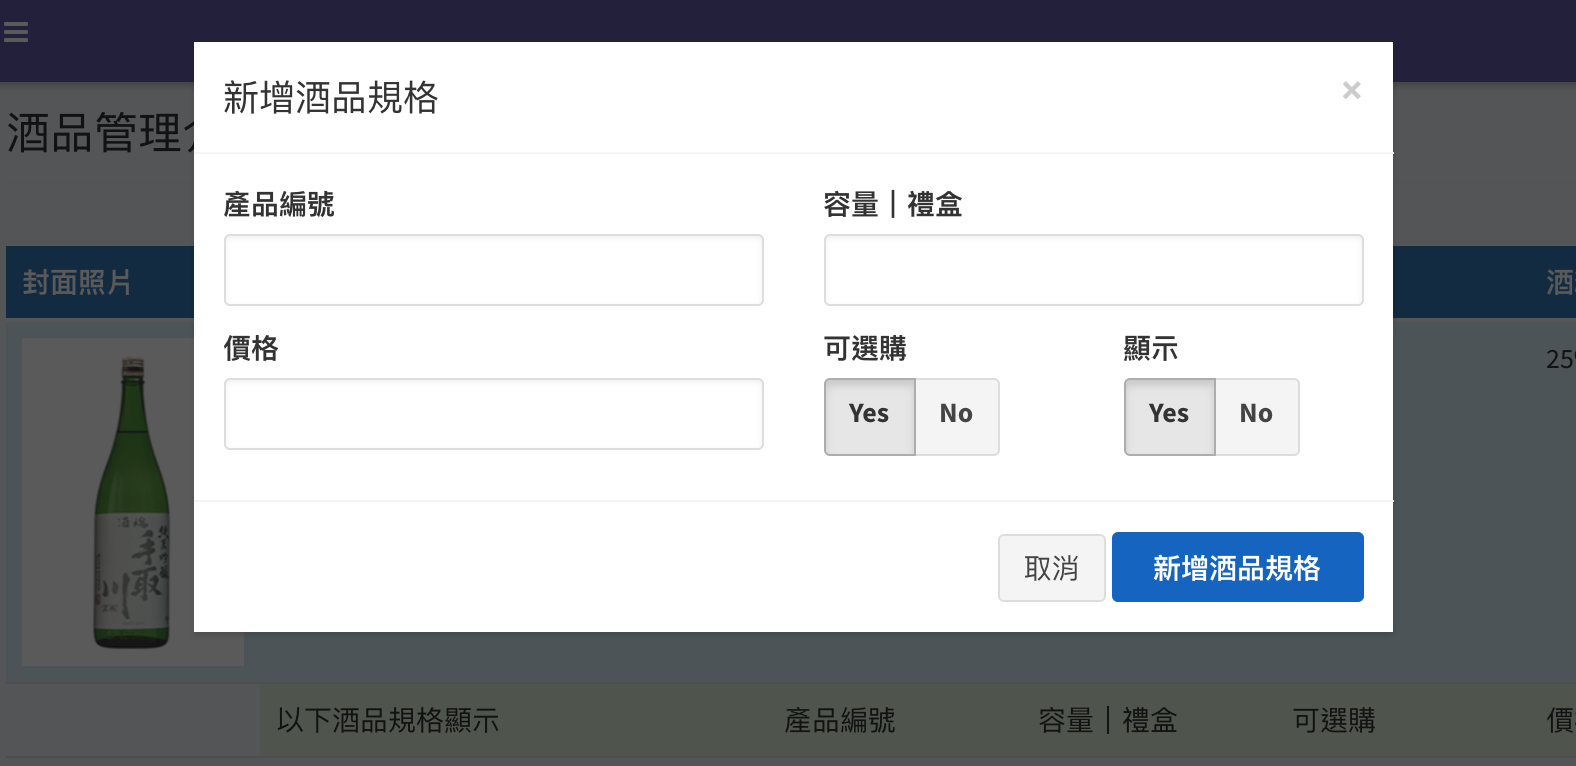 新增酒品規格
×
酒品管理
產品編號
容量｜禮盒
封面照片
酒
價格
可選購
顯示
Yes
No
Yes
No
25
取消
新增酒品規格
手取川
以下酒品規格顯示
產品編號
容量｜禮盒
可選購
價